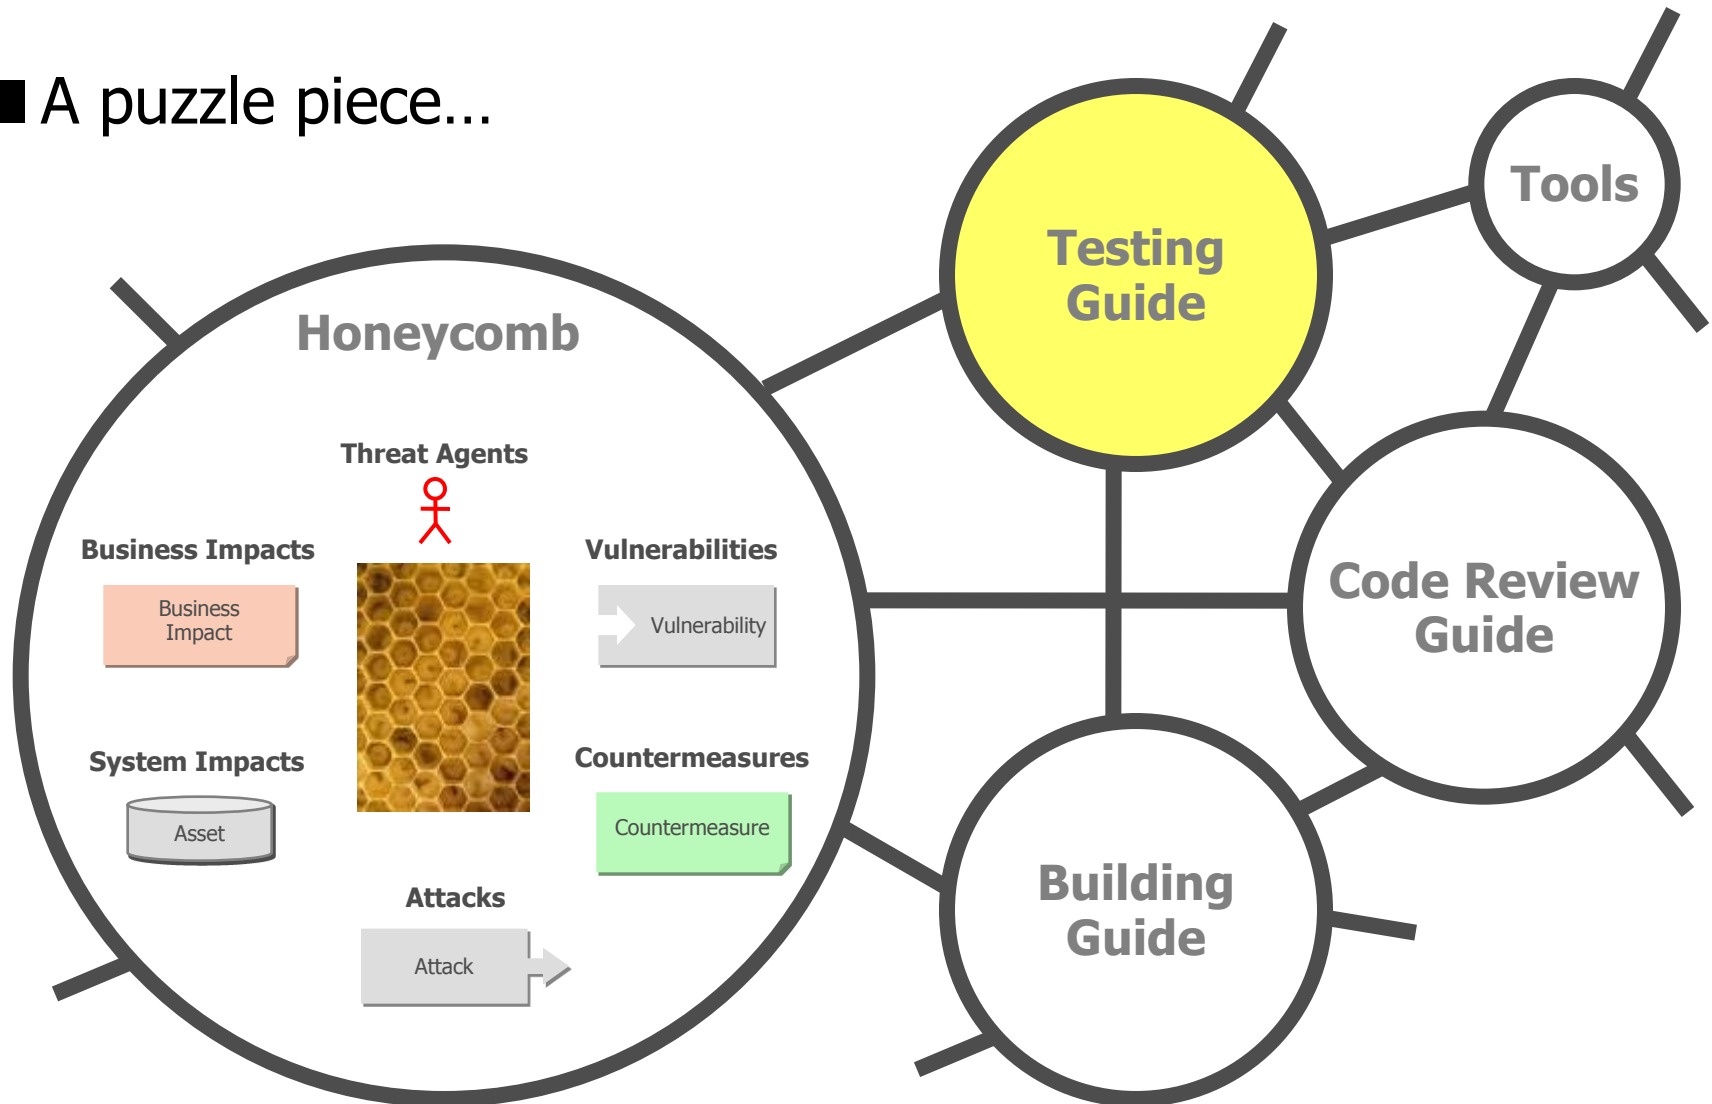 A puzzle piece...
Honeycomb
Threat Agents
Business Impacts
Business
Impact
Vulnerabilities
Vulnerability
System Impacts
Asset
Countermeasures
Countermeasure
Attacks
Attack
Testing
Guide
Tools
Code Review
Guide
Building
Guide